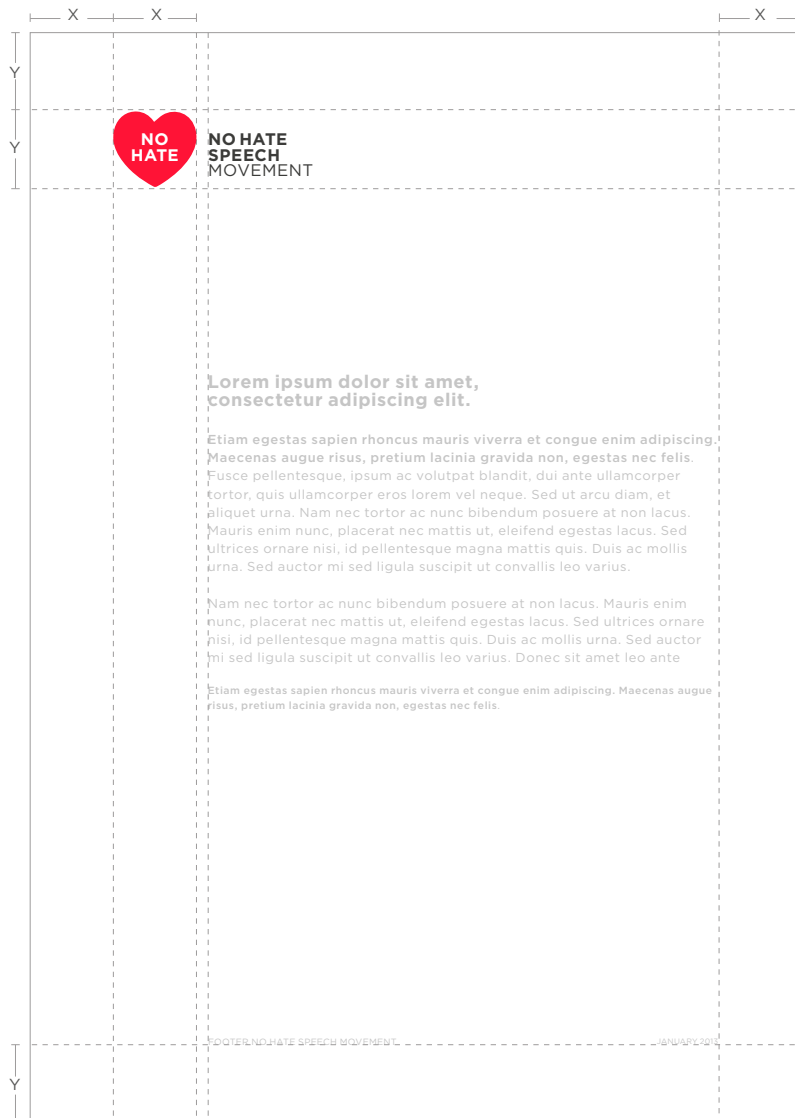 X X X
Y
Y
NO
HATE
NO HATE
SPEECH
MOVEMENT
Lorem ipsum dolor sit amet,
consectetur adipiscing elit.
Etiam egestas sapien rhoncus mauris viverra et congue enim adipiscing.
Maecenas augue risus, pretium lacinia gravida non, egestas nec felis.
Fusce pellentesque, ipsum ac volutpat blandit, dui ante ullamcorper
tortor, quis ullamcorper eros lorem vel neque. Sed ut arcu diam, et
aliquet urna. Nam nec tortor ac nunc bibendum posuere at non lacus.
Mauris enim nunc, placerat nec mattis ut, eleifend egestas lacus. Sed
ultrices ornare nisi, id pellentesque magna mattis quis. Duis ac mollis
urna. Sed auctor mi sed ligula suscipit ut convallis leo varius.
Nam nec tortor ac nunc bibendum posuere at non lacus. Mauris enim
nunc, placerat nec mattis ut, eleifend egestas lacus. Sed ultrices ornare
nisi, id pellentesque magna mattis quis. Duis ac mollis urna. Sed auctor
mi sed ligula suscipit ut convallis leo varius. Donec sit amet leo ante
Etiam egestas sapien rhoncus mauris viverra et congue enim adipiscing. Maecenas augue
risus, pretium lacinia gravida non, egestas nec felis.
FOOTER NO HATE SPEECH MOVEMENT JANUARY 2013
Y